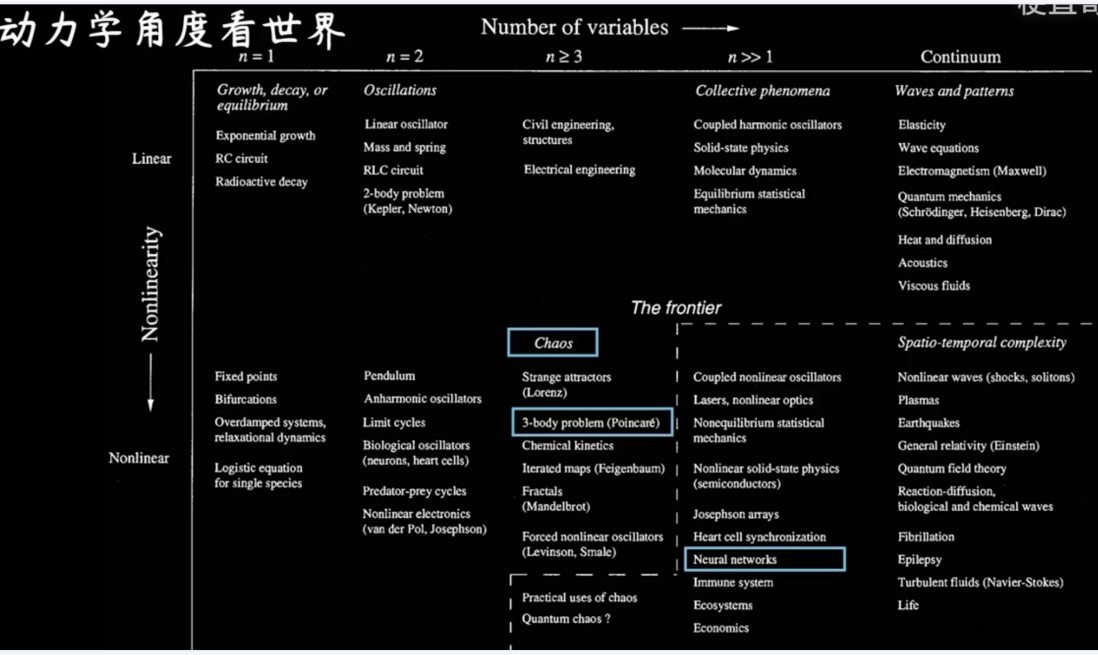 动力学角度看世界
Number of variables
n = 1
n = 2
n ≥ 3
n >> 1
Continuum
Linear
Nonlinearity
Nonlinear
Growth, decay, or
equilibrium
Exponential growth
RC circuit
Radioactive decay
Oscillations
Linear oscillator
Mass and spring
RLC circuit
2-body problem
(Kepler, Newton)
Civil engineering,
structures
Electrical engineering
Collective phenomena
Coupled harmonic oscillators
Solid-state physics
Molecular dynamics
Equilibrium statistical
mechanics
Waves and patterns
Elasticity
Wave equations
Electromagnetism (Maxwell)
Quantum mechanics
(Schrödinger, Heisenberg, Dirac)
Heat and diffusion
Acoustics
Viscous fluids
The frontier
Fixed points
Bifurcations
Overdamped systems,
relaxational dynamics
Logistic equation
for single species
Pendulum
Anharmonic oscillators
Limit cycles
Biological oscillators
(neurons, heart cells)
Predator-prey cycles
Nonlinear electronics
(van der Pol, Josephson)
Chaos
Strange attractors
(Lorenz)
3-body problem (Poincaré)
Chemical kinetics
Iterated maps (Feigenbaum)
Fractals
(Mandelbrot)
Forced nonlinear oscillators
(Levinson, Smale)
Practical uses of chaos
Quantum chaos ?
Coupled nonlinear oscillators
Lasers, nonlinear optics
Nonequilibrium statistical
mechanics
Nonlinear solid-state physics
(semiconductors)
Josephson arrays
Heart cell synchronization
Neural networks
Immune system
Ecosystems
Economics
Spatio-temporal complexity
Nonlinear waves (shocks, solitons)
Plasmas
Earthquakes
General relativity (Einstein)
Quantum field theory
Reaction-diffusion,
biological and chemical waves
Fibrillation
Epilepsy
Turbulent fluids (Navier-Stokes)
Life